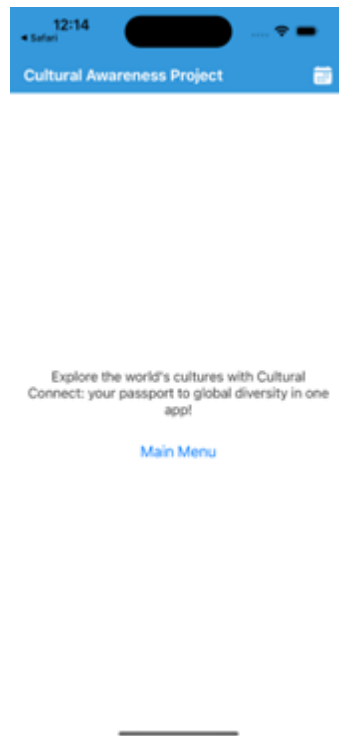 12:14
◀ Safari
Cultural Awareness Project
Explore the world's cultures with Cultural
Connect: your passport to global diversity in one
app!
Main Menu